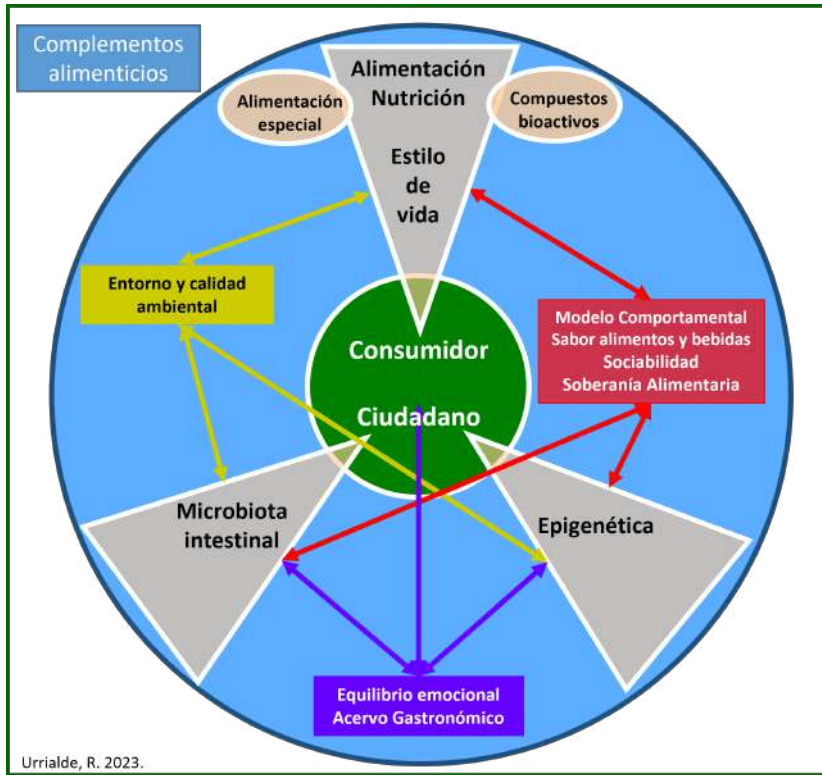 Complementos
alimenticios
Alimentación
especial
Alimentación
Nutrición
Estilo
de
vida
Compuestos
bioactivos
Entorno y calidad
ambiental
Modelo Comportamental
Sabor alimentos y bebidas
Sociabilidad
Soberanía Alimentaria
Consumidor
Ciudadano
Microbiota
intestinal
Epigenética
Equilibrio emocional
Acervo Gastronómico
Urrialde, R. 2023.